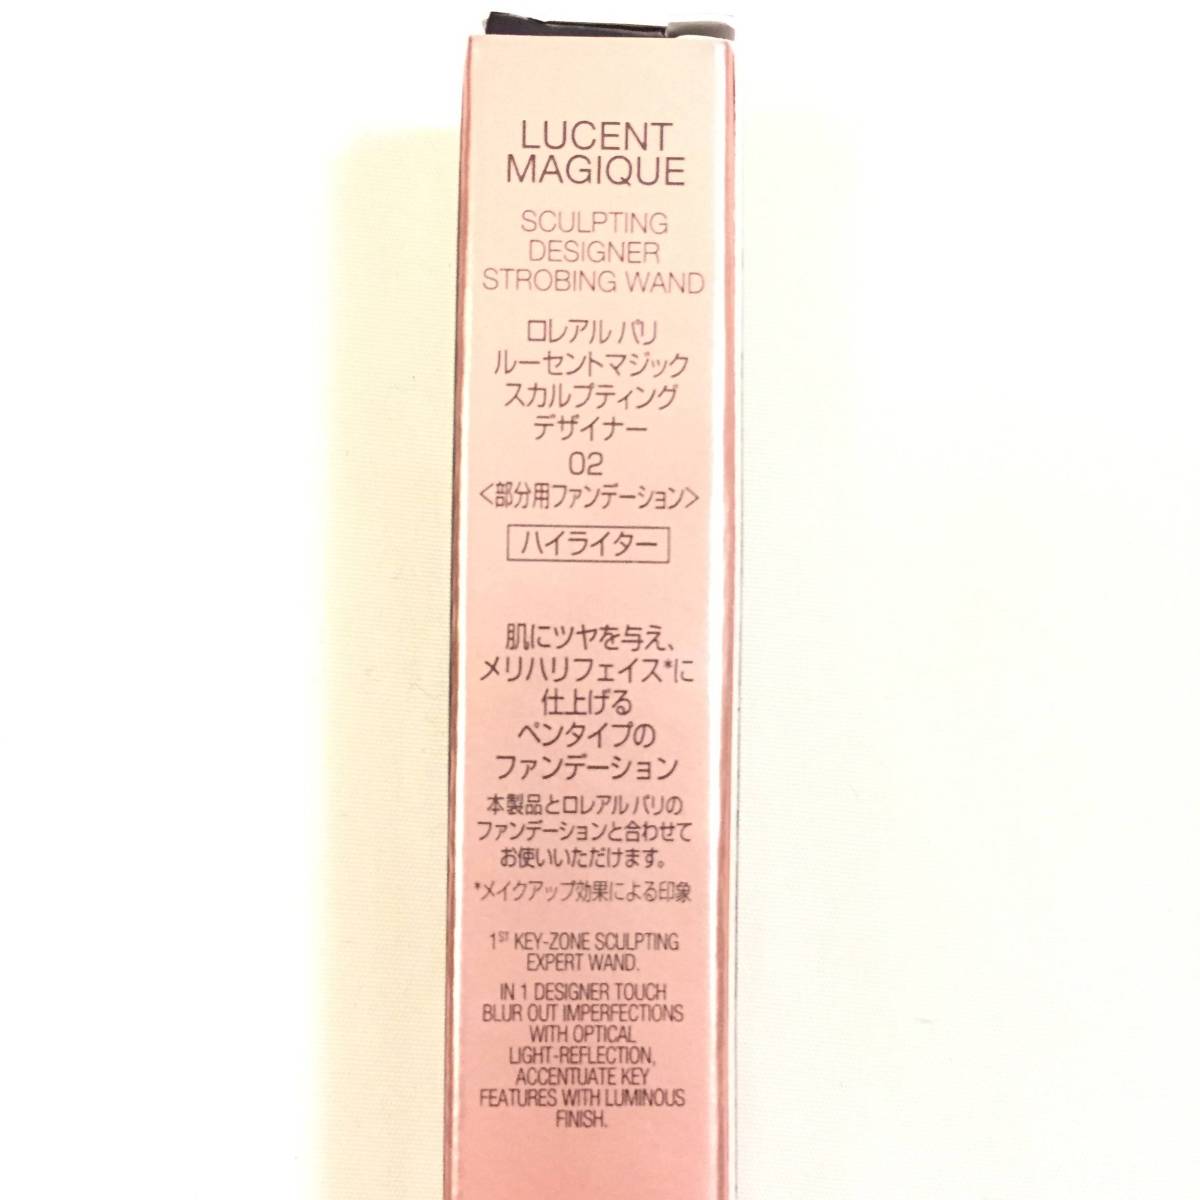 LUCENT
MAGIQUE
SCULPTING
DESIGNER
STROBING WAND
ロレアル パリ
ルーセントマジック
スカルプティング
デザイナー
02
<部分用ファンデーション>
ハイライター
肌にツヤを与え、
メリハリフェイス*に
仕上げる
ペンタイプの
ファンデーション
本製品とロレアル パリの
ファンデーションと合わせて
お使いいただけます。
*メイクアップ効果による印象
1ST KEY-ZONE SCULPTING
EXPERT WAND.
IN 1 DESIGNER TOUCH
BLUR OUT IMPERFECTIONS
WITH OPTICAL
LIGHT-REFLECTION,
ACCENTUATE KEY
FEATURES WITH LUMINOUS
FINISH.